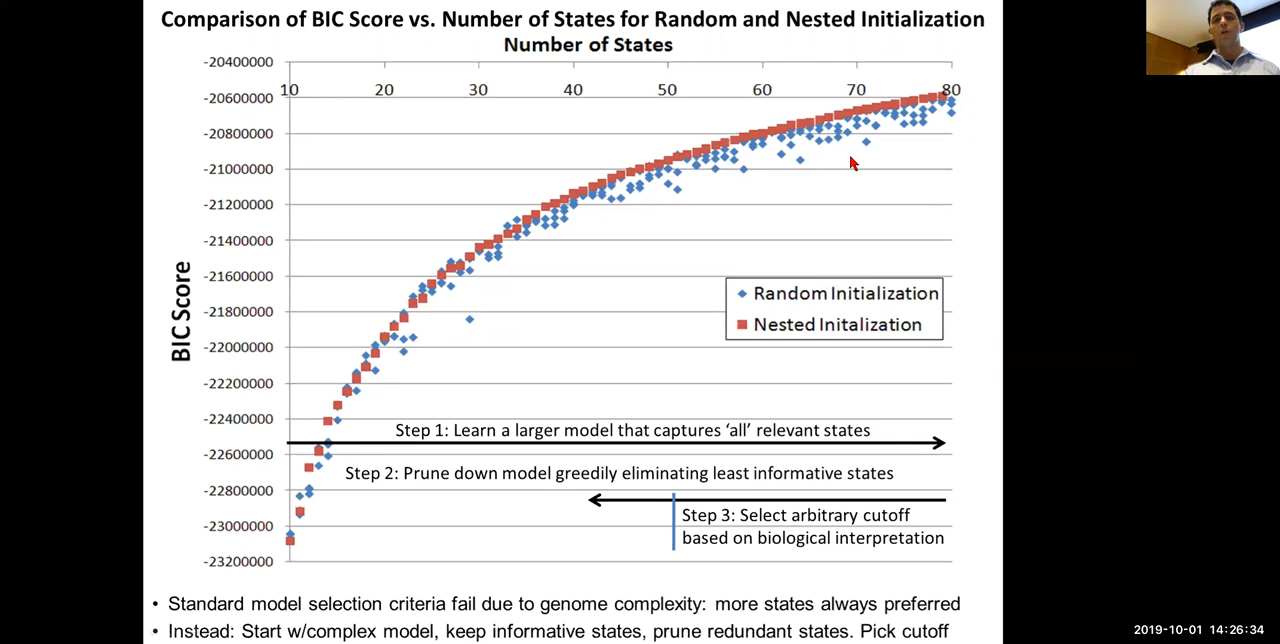 Comparison of BIC Score vs. Number of States for Random and Nested Initialization
Number of States
-20400000
10 20 30 40 50 60 70 80
-20600000
-20800000
-21000000
-21200000
-21400000
-21600000
-21800000
-22000000
-22200000
-22400000
-22600000
-22800000
-23000000
-23200000
BIC Score
Random Initialization
Nested Initalization
Step 1: Learn a larger model that captures ‘all’ relevant states
Step 2: Prune down model greedily eliminating least informative states
Step 3: Select arbitrary cutoff
based on biological interpretation
• Standard model selection criteria fail due to genome complexity: more states always preferred
• Instead: Start w/complex model, keep informative states, prune redundant states. Pick cutoff
2019-10-01 14:26:34